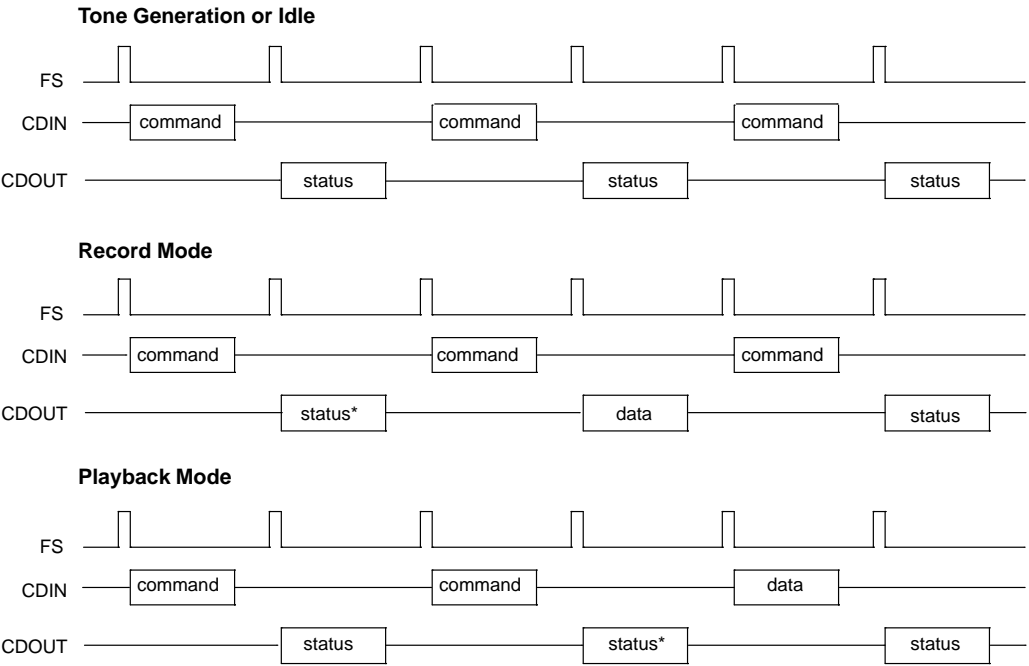 Tone Generation or Idle
FS
CDIN command command command
CDOUT status status status
Record Mode
FS
CDIN command command command
CDOUT status* data status
Playback Mode
FS
CDIN command command data
CDOUT status status* status